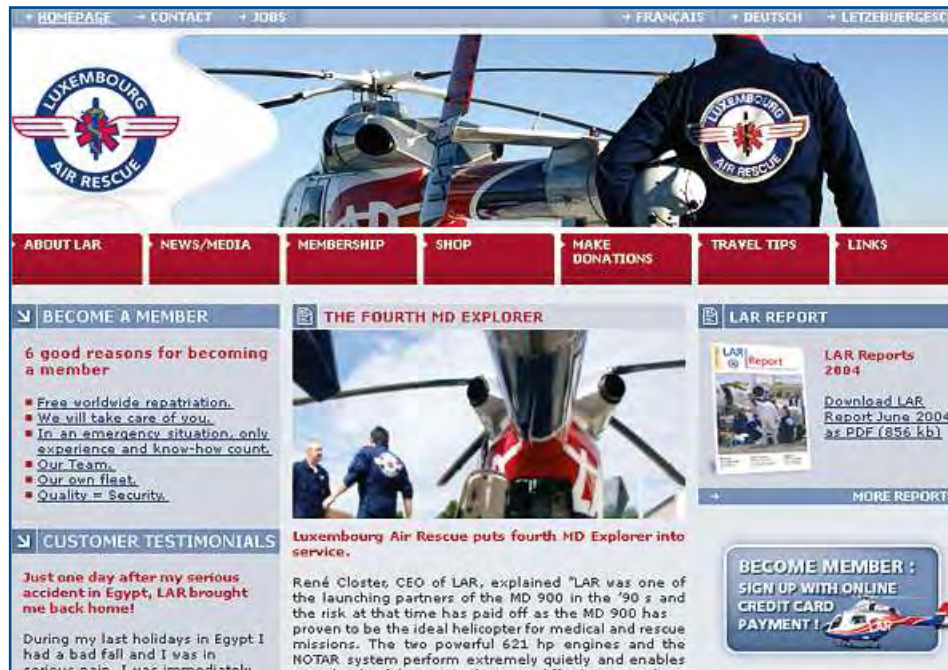 HOMEPAGE CONTACT JOBS FRANÇAIS DEUTSCH LETZEBUERGESC
LUXEMBOURG
AIR RESCUE
LUXEMBOURG
AIR RESCUE
ABOUT LAR NEWS/MEDIA MEMBERSHIP SHOP MAKE DONATIONS TRAVEL TIPS LINKS
BECOME A MEMBER
6 good reasons for becoming
a member
Free worldwide repatriation.
We will take care of you.
In an emergency situation, only
experience and know-how count.
Our Team.
Our own fleet.
Quality = Security.
CUSTOMER TESTIMONIALS
Just one day after my serious
accident in Egypt, LAR brought
me back home!
During my last holidays in Egypt I
had a bad fall and I was in
serious pain. I was immediately
THE FOURTH MD EXPLORER
Luxembourg Air Rescue puts fourth MD Explorer into
service.
René Closter, CEO of LAR, explained "LAR was one of
the launching partners of the MD 900 in the '90 s and
the risk at that time has paid off as the MD 900 has
proven to be the ideal helicopter for medical and rescue
missions. The two powerful 621 hp engines and the
NOTAR system perform extremely quietly and enables
LAR REPORT
LAR
Report
LAR Reports
2004
Download LAR
Report June 2004
as PDF (856 kb)
MORE REPORT
BECOME MEMBER :
SIGN UP WITH ONLINE
CREDIT CARD
PAYMENT !
LAR